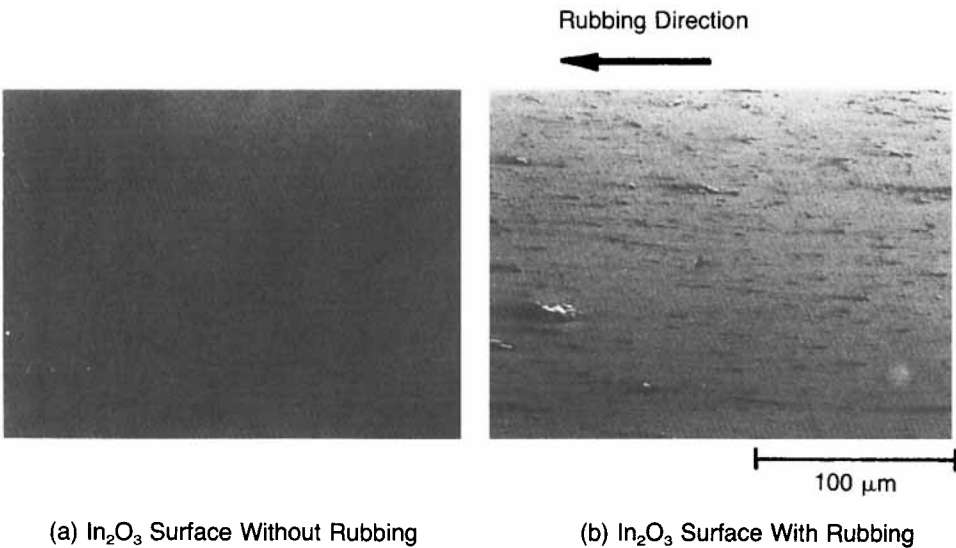 Rubbing Direction
100 μm
(a) In₂O₃ Surface Without Rubbing
(b) In₂O₃ Surface With Rubbing